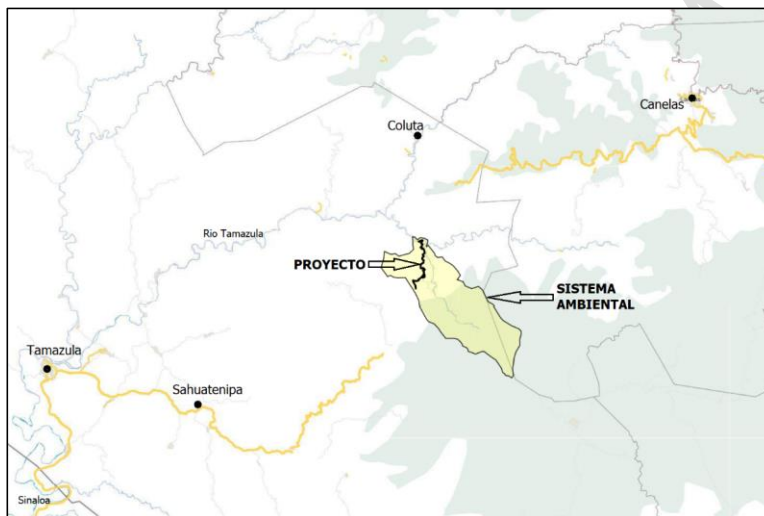 Canelas
Coluta
Rio Tamazula
PROYECTO
SISTEMA
AMBIENTAL
Tamazula
Sahuatenipa
Sinaloa